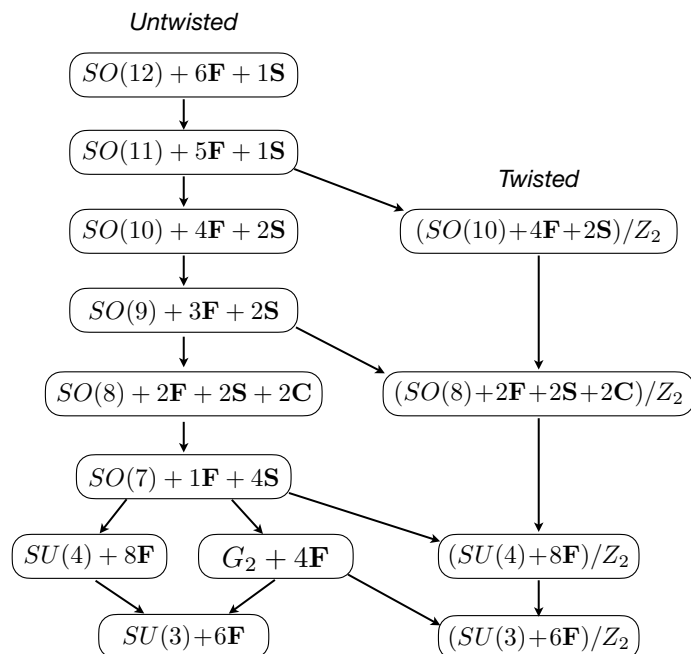 Untwisted
SO(12) + 6F + 1S
SO(11) + 5F + 1S
Twisted
SO(10) + 4F + 2S
(SO(10)+4F+2S)/Z₂
SO(9) + 3F + 2S
SO(8) + 2F + 2S + 2C
(SO(8)+2F+2S+2C)/Z₂
SO(7) + 1F + 4S
SU(4) + 8F
G₂ + 4F
(SU(4)+8F)/Z₂
SU(3)+6F
(SU(3)+6F)/Z₂